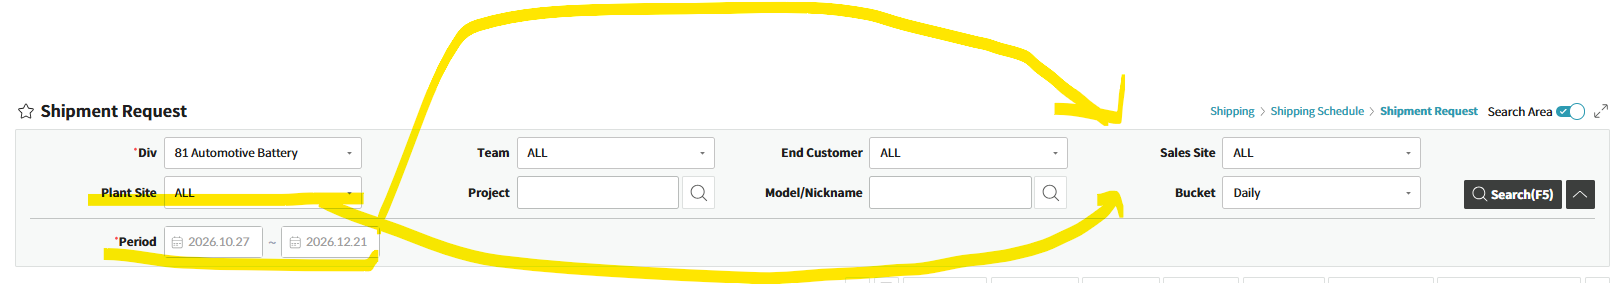 Shipment Request
Shipping > Shipping Schedule > Shipment Request Search Area
*Div 81 Automotive Battery Team ALL End Customer ALL Sales Site ALL
Plant Site ALL Project Model/Nickname Bucket Daily Search(F5)
*Period 2026.10.27 ~ 2026.12.21